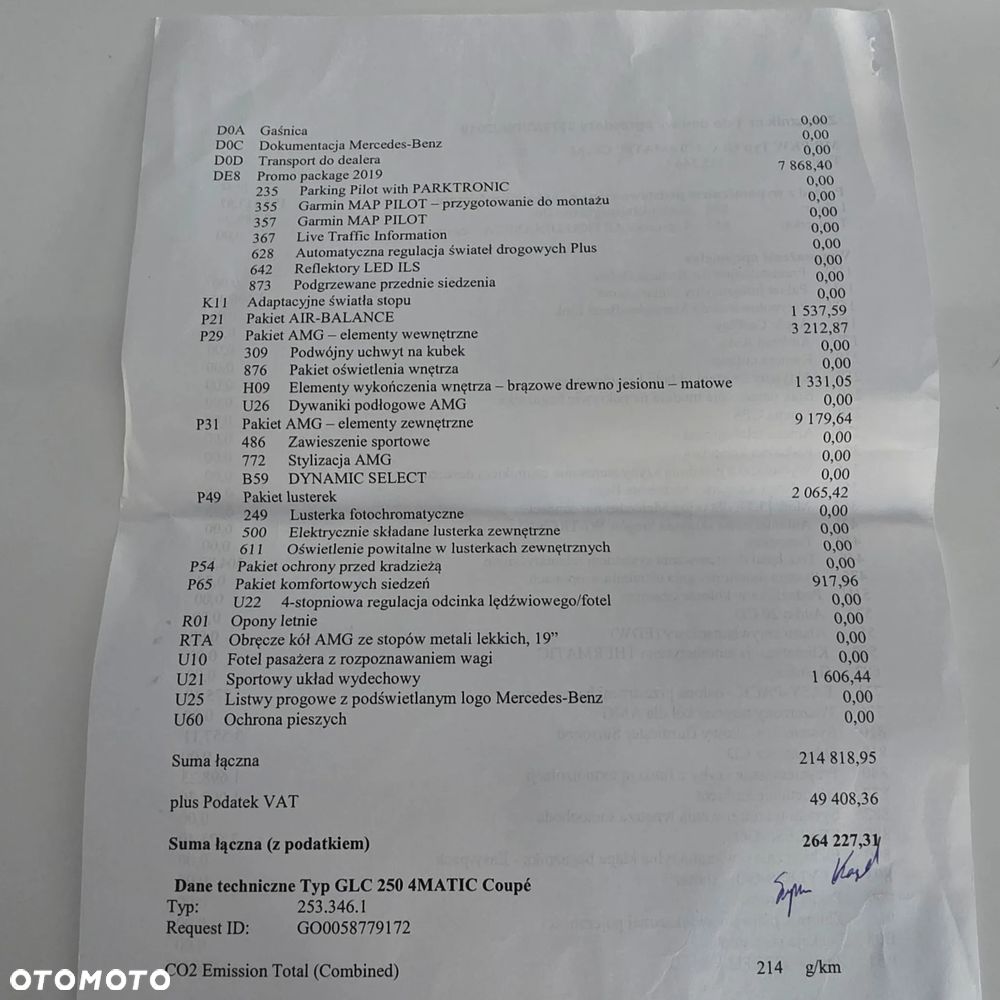 D0A Gaśnica 0,00
D0C Dokumentacja Mercedes-Benz 0,00
D0D Transport do dealera 0,00
DE8 Promo package 2019 7 868,40
235 Parking Pilot with PARKTRONIC 0,00
355 Garmin MAP PILOT – przygotowanie do montażu 0,00
357 Garmin MAP PILOT 0,00
367 Live Traffic Information 0,00
628 Automatyczna regulacja świateł drogowych Plus 0,00
642 Reflektory LED ILS 0,00
873 Podgrzewane przednie siedzenia 0,00
K11 Adaptacyjne światła stopu 0,00
P21 Pakiet AIR-BALANCE 1 537,59
P29 Pakiet AMG – elementy wewnętrzne 3 212,87
309 Podwójny uchwyt na kubek 0,00
876 Pakiet oświetlenia wnętrza 0,00
H09 Elementy wykończenia wnętrza – brązowe drewno jesionu – matowe 1 331,05
U26 Dywaniki podłogowe AMG 0,00
P31 Pakiet AMG – elementy zewnętrzne 9 179,64
486 Zawieszenie sportowe 0,00
772 Stylizacja AMG 0,00
B59 DYNAMIC SELECT 0,00
P49 Pakiet lusterek 2 065,42
249 Lusterka fotochromatyczne 0,00
500 Elektrycznie składane lusterka zewnętrzne 0,00
611 Oświetlenie powitalne w lusterkach zewnętrznych 0,00
P54 Pakiet ochrony przed kradzieżą 0,00
P65 Pakiet komfortowych siedzeń 917,96
U22 4-stopniowa regulacja odcinka lędźwiowego/fotel 0,00
R01 Opony letnie 0,00
RTA Obręcze kół AMG ze stopów metali lekkich, 19” 0,00
U10 Fotel pasażera z rozpoznawaniem wagi 0,00
U21 Sportowy układ wydechowy 1 606,44
U25 Listwy progowe z podświetlanym logo Mercedes-Benz 0,00
U60 Ochrona pieszych 0,00
Suma łączna 214 818,95
plus Podatek VAT 49 408,36
Suma łączna (z podatkiem) 264 227,31
Dane techniczne Typ GLC 250 4MATIC Coupé
Typ: 253.346.1
Request ID: GO0058779172
CO2 Emission Total (Combined) 214 g/km
OTOMOTO